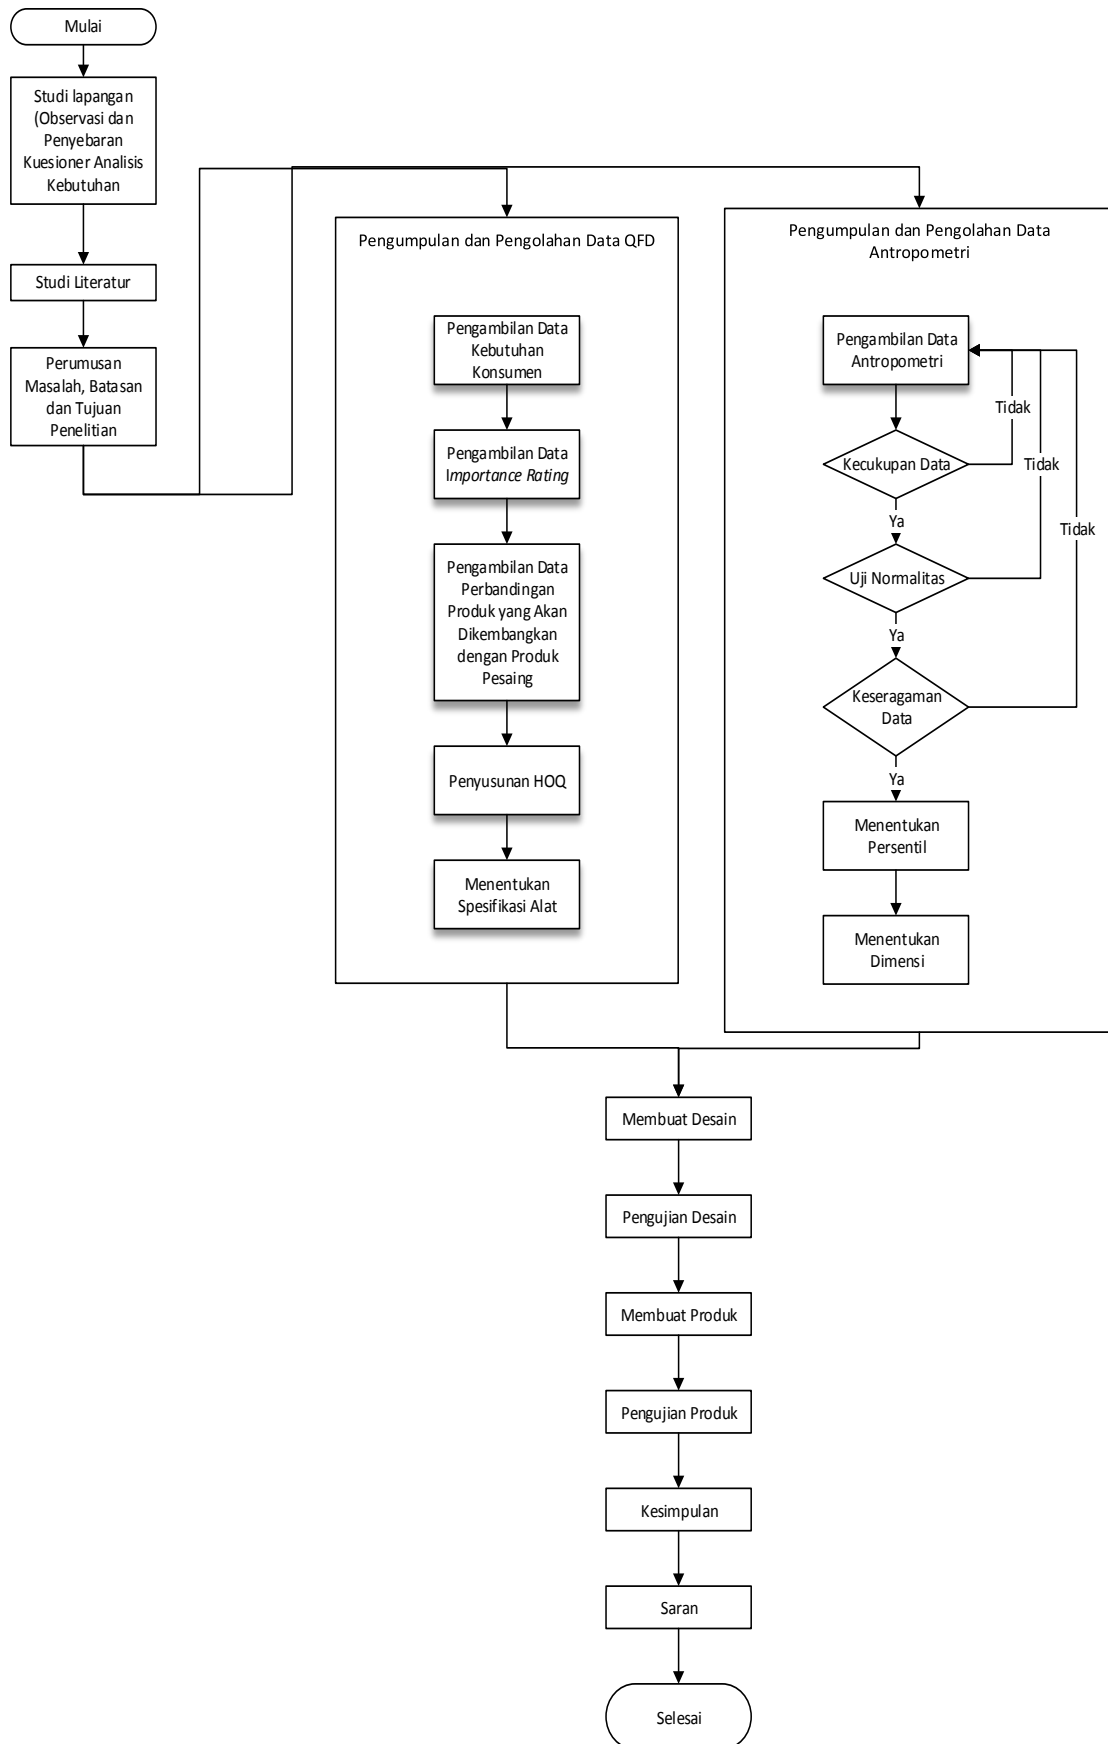 Mulai
Studi lapangan
(Observasi dan
Penyebaran
Kuesioner Analisis
Kebutuhan
Studi Literatur
Perumusan
Masalah, Batasan
dan Tujuan
Penelitian
Pengumpulan dan Pengolahan Data QFD
Pengambilan Data
Kebutuhan
Konsumen
Pengambilan Data
Importance Rating
Pengambilan Data
Perbandingan
Produk yang Akan
Dikembangkan
dengan Produk
Pesaing
Penyusunan HOQ
Menentukan
Spesifikasi Alat
Pengumpulan dan Pengolahan Data
Antropometri
Pengambilan Data
Antropometri
Tidak
Kecukupan Data
Tidak
Ya
Tidak
Uji Normalitas
Ya
Keseragaman
Data
Ya
Menentukan
Persentil
Menentukan
Dimensi
Membuat Desain
Pengujian Desain
Membuat Produk
Pengujian Produk
Kesimpulan
Saran
Selesai